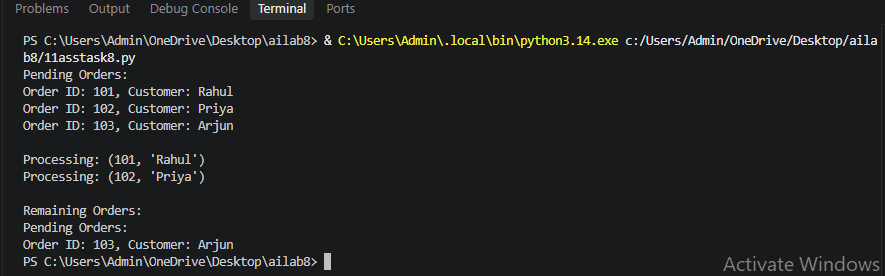 Problems Output Debug Console Terminal Ports
PS C:\Users\Admin\OneDrive\Desktop\ailab8> & C:\Users\Admin\.local\bin\python3.14.exe c:/Users/Admin/OneDrive/Desktop/aila
b8/11asstask8.py
Pending Orders:
Order ID: 101, Customer: Rahul
Order ID: 102, Customer: Priya
Order ID: 103, Customer: Arjun
Processing: (101, 'Rahul')
Processing: (102, 'Priya')
Remaining Orders:
Pending Orders:
Order ID: 103, Customer: Arjun
PS C:\Users\Admin\OneDrive\Desktop\ailab8>
Activate Windows